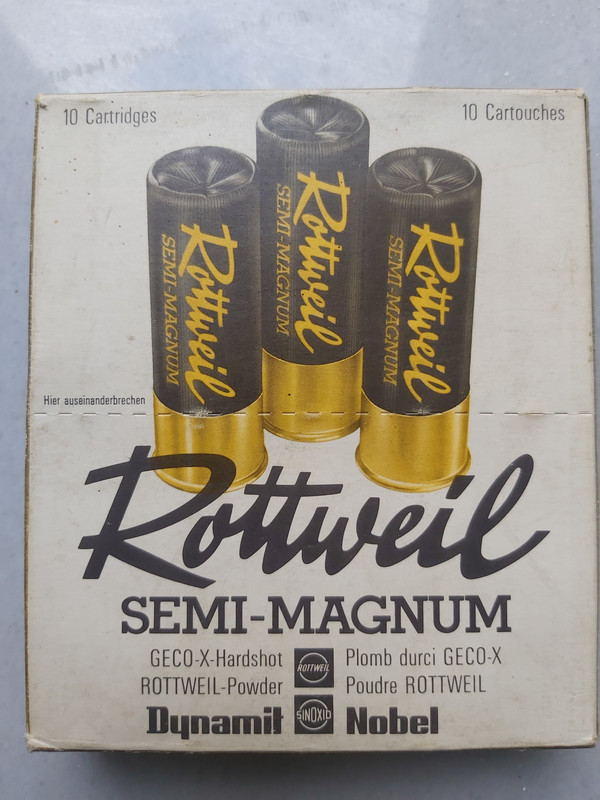 10 Cartridges
10 Cartouches
Rottweil
SEMI-MAGNUM
Rottweil
SEMI-MAGNUM
Rottweil
SEMI-MAGNUM
Hier auseinanderbrechen
Rottweil
SEMI-MAGNUM
GECO-X-Hardshot ROTTWEIL Plomb durci GECO-X
ROTTWEIL-Powder Poudre ROTTWEIL
Dynamit SINOXID Nobel